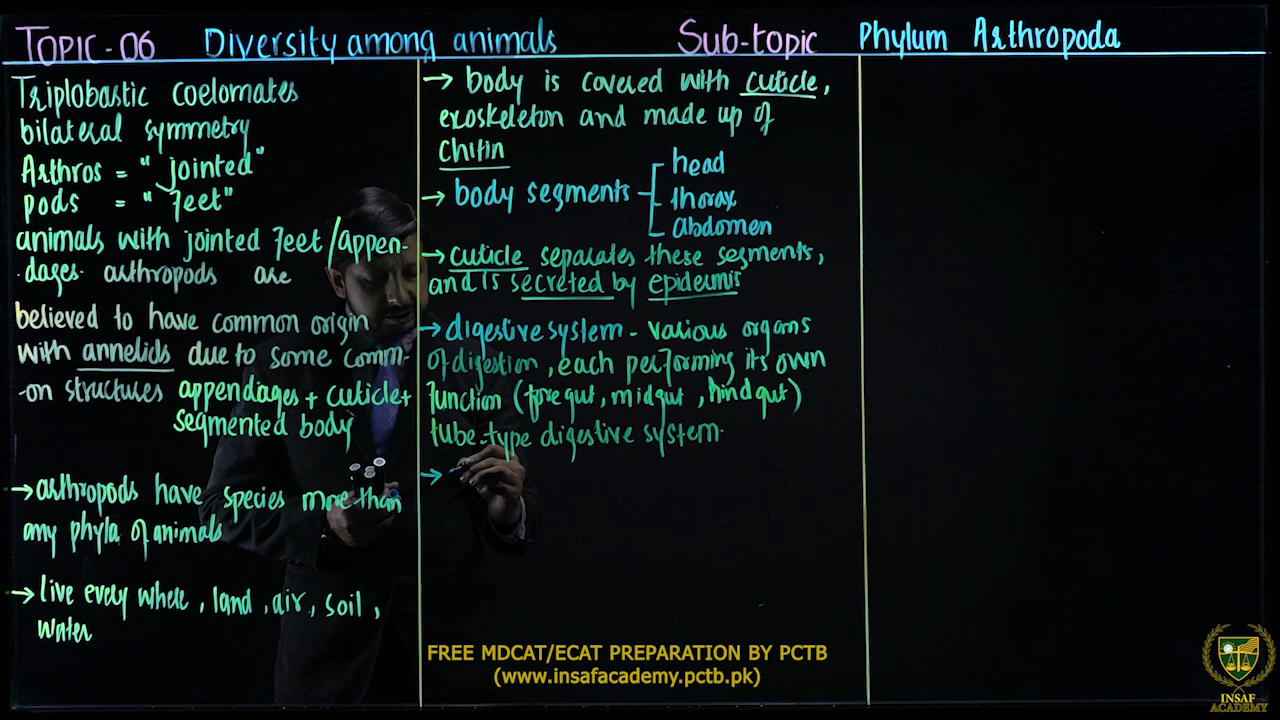 TOPIC-06 Diversity among animals Sub-topic Phylum Arthropoda
Triplobastic coelomates
bilateral symmetry
Arthros = "jointed"
pods = "feet"
animals with jointed feet/appen-
-dages. arthropods are
believed to have common origin
with annelids due to some comm-
-on structures appendiages + cuticle+
segmented body
→ arthropods have species more than
any phyla of animals
→ live every where, land, air, soil,
water
→ body is covered with cuticle,
exoskeleton and made up of
Chitin
→ body segments
head
thorax
abdomen
→ cuticle separates these segments,
and is secreted by epidermis
→ digestive system - various organs
of digestion, each performing its own
function (foregut, midgut, hindgut)
tube-type digestive system.
→
FREE MDCAT/ECAT PREPARATION BY PCTB
(www.insafacademy.pctb.pk)
INSAF
ACADEMY